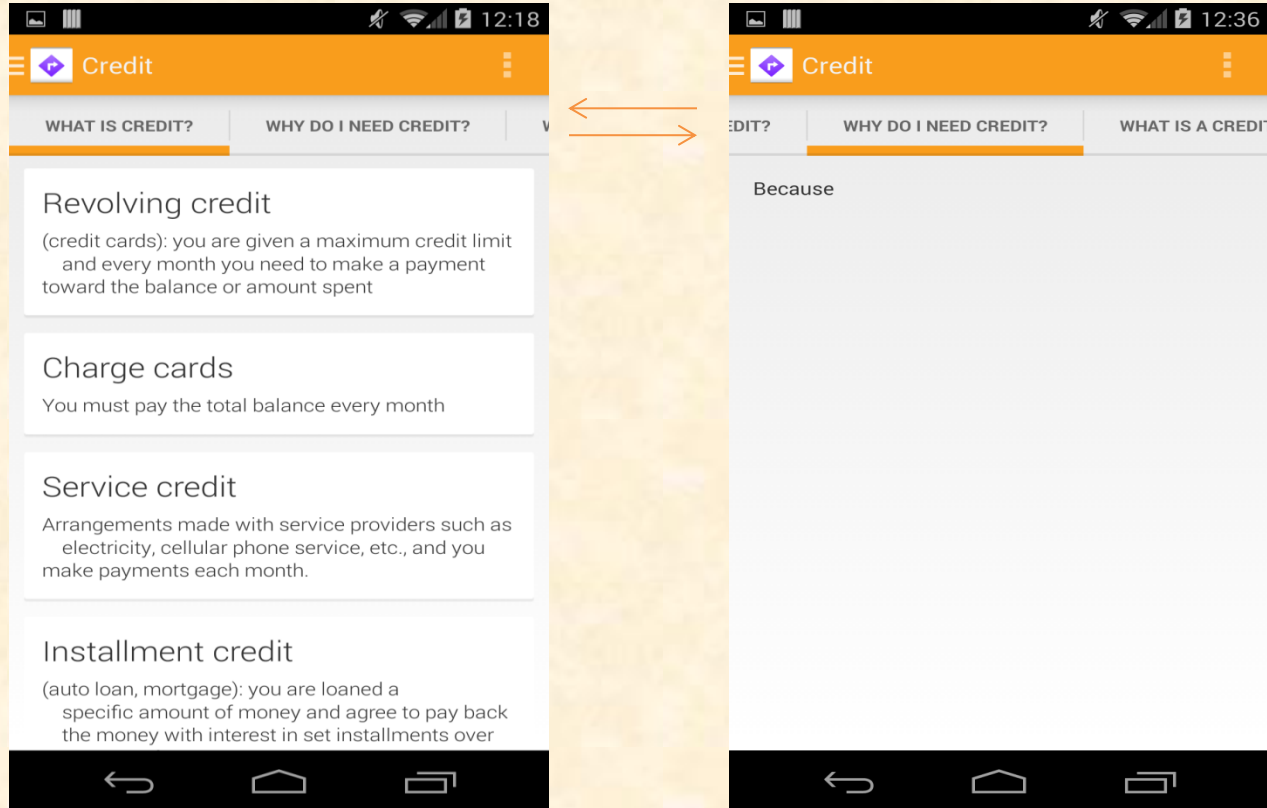 12:18
Credit
WHAT IS CREDIT?
WHY DO I NEED CREDIT?
Revolving credit
(credit cards): you are given a maximum credit limit
and every month you need to make a payment
toward the balance or amount spent
Charge cards
You must pay the total balance every month
Service credit
Arrangements made with service providers such as
electricity, cellular phone service, etc., and you
make payments each month.
Installment credit
(auto loan, mortgage): you are loaned a
specific amount of money and agree to pay back
the money with interest in set installments over
12:36
Credit
EDIT?
WHY DO I NEED CREDIT?
WHAT IS A CREDIT
Because